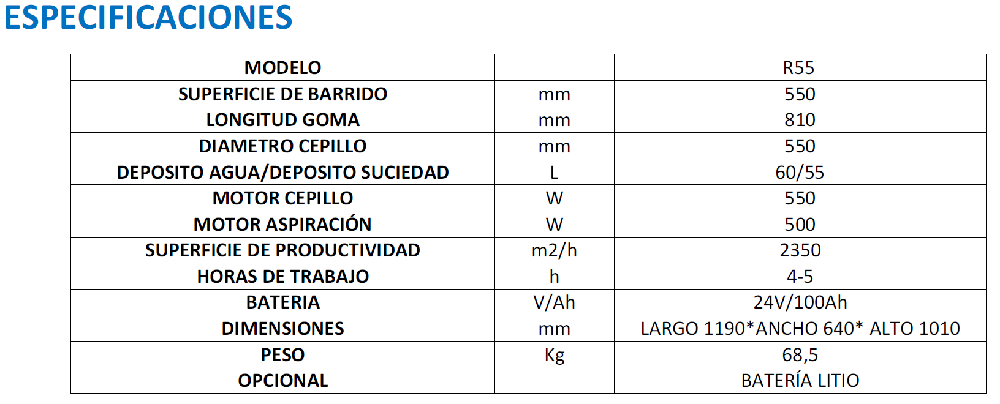 ESPECIFICACIONES
MODELO R55
SUPERFICIE DE BARRIDO mm 550
LONGITUD GOMA mm 810
DIAMETRO CEPILLO mm 550
DEPOSITO AGUA/DEPOSITO SUCIEDAD L 60/55
MOTOR CEPILLO W 550
MOTOR ASPIRACIÓN W 500
SUPERFICIE DE PRODUCTIVIDAD m2/h 2350
HORAS DE TRABAJO h 4-5
BATERIA V/Ah 24V/100Ah
DIMENSIONES mm LARGO 1190*ANCHO 640* ALTO 1010
PESO Kg 68,5
OPCIONAL BATERÍA LITIO